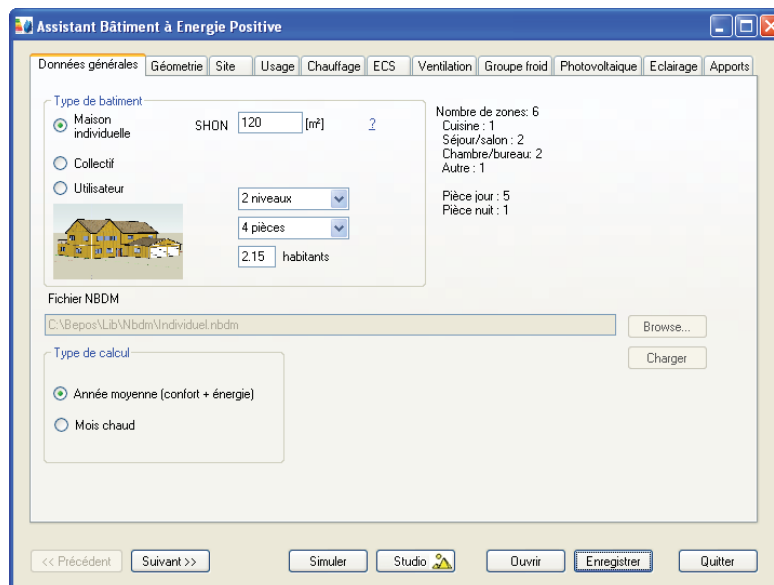 Assistant Bâtiment à Energie Positive
Données générales Géometrie Site Usage Chauffage ECS Ventilation Groupe froid Photovoltaique Eclairage Apports
Type de batiment
Maison
individuelle
SHON 120 [m²] ?
Collectif
Utilisateur
2 niveaux
4 pièces
2.15 habitants
Nombre de zones: 6
Cuisine : 1
Séjour/salon : 2
Chambre/bureau: 2
Autre : 1
Pièce jour : 5
Pièce nuit : 1
Fichier NBDM
C:\Bepos\Lib\Nbdm\Individuel.nbdm
Browse...
Charger
Type de calcul
Année moyenne (confort + énergie)
Mois chaud
<< Précédent Suivant >> Simuler Studio Ouvrir Enregistrer Quitter